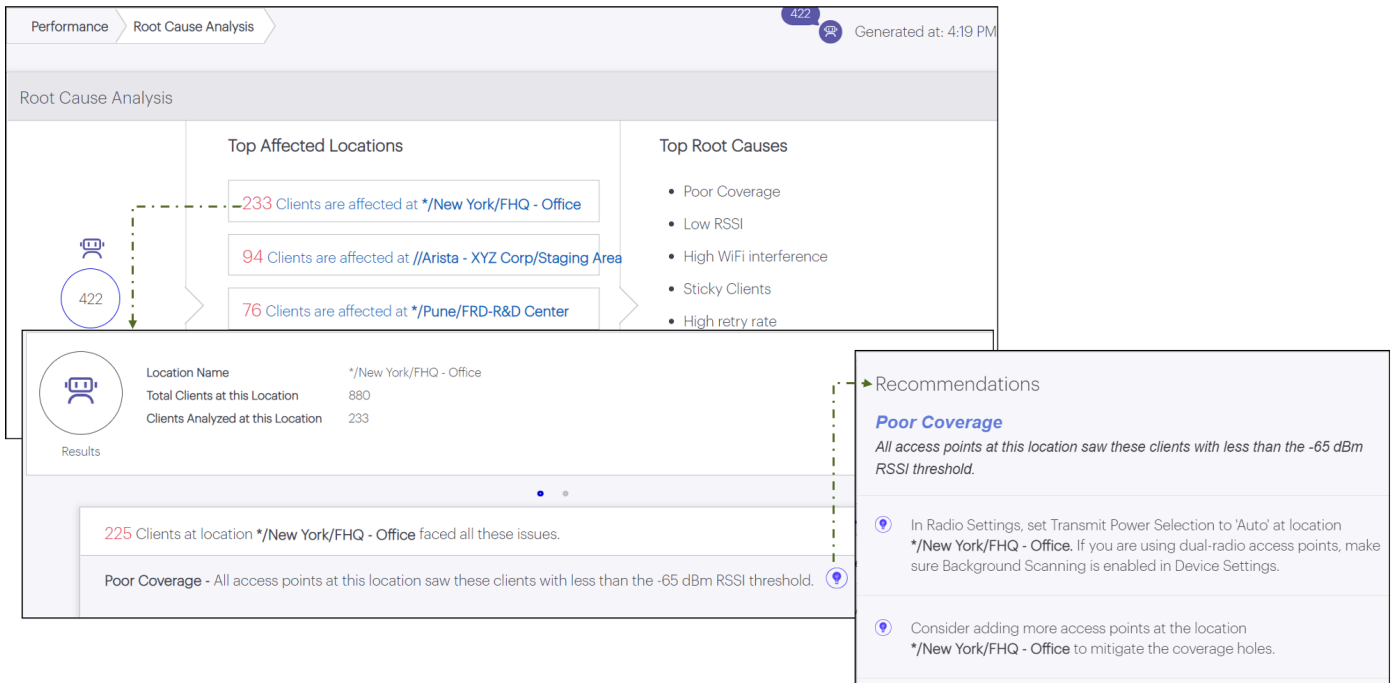 Performance
Root Cause Analysis
422
Generated at: 4:19 PM
Root Cause Analysis
Top Affected Locations
233 Clients are affected at */New York/FHQ - Office
94 Clients are affected at //Arista - XYZ Corp/Staging Area
76 Clients are affected at */Pune/FRD-R&D Center
422
Top Root Causes
• Poor Coverage
• Low RSSI
• High WiFi interference
• Sticky Clients
• High retry rate
Results
Location Name */New York/FHQ - Office
Total Clients at this Location 880
Clients Analyzed at this Location 233
225 Clients at location */New York/FHQ - Office faced all these issues.
Poor Coverage - All access points at this location saw these clients with less than the -65 dBm RSSI threshold.
Recommendations
Poor Coverage
All access points at this location saw these clients with less than the -65 dBm
RSSI threshold.
In Radio Settings, set Transmit Power Selection to 'Auto' at location
*/New York/FHQ - Office. If you are using dual-radio access points, make
sure Background Scanning is enabled in Device Settings.
Consider adding more access points at the location
*/New York/FHQ - Office to mitigate the coverage holes.